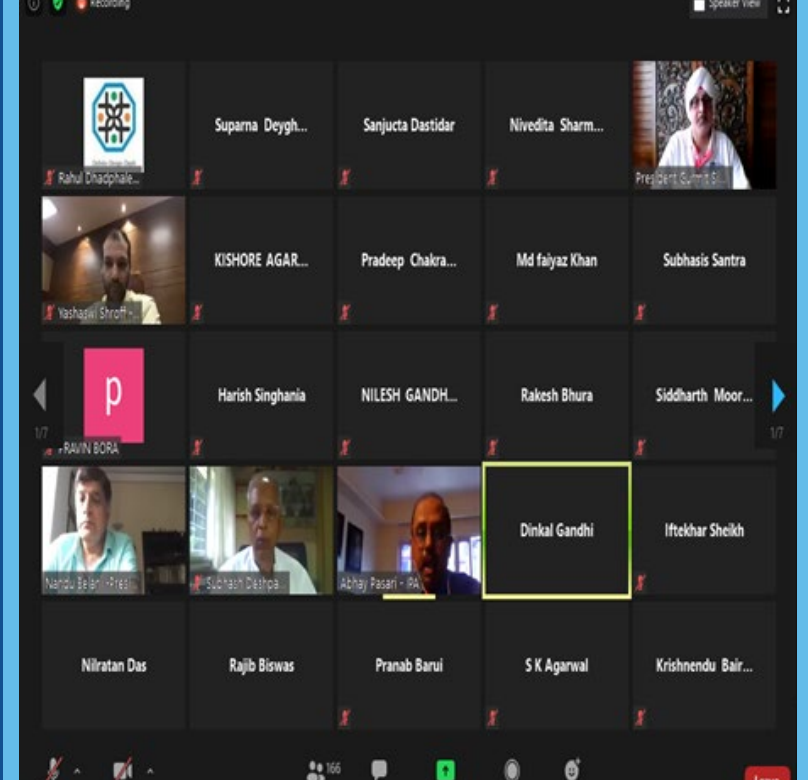 Recording
Speaker View
Suparna Deygh...
Sanjucta Dastidar
Nivedita Sharm...
Rahul Dhadphale...
President Gurmit S...
KISHORE AGAR...
Pradeep Chakra...
Md faiyaz Khan
Subhasis Santra
Yashaswi Shroff -...
p
Harish Singhania
NILESH GANDH...
Rakesh Bhura
Siddharth Moor...
1/7
1/7
PRAVIN BORA
Dinkal Gandhi
Iftekhar Sheikh
Nandu Belani -Presi...
Subhash Deshpa...
Abhay Pasari - IPA
Nilratan Das
Rajib Biswas
Pranab Barui
S K Agarwal
Krishnendu Bair...
166
Leave